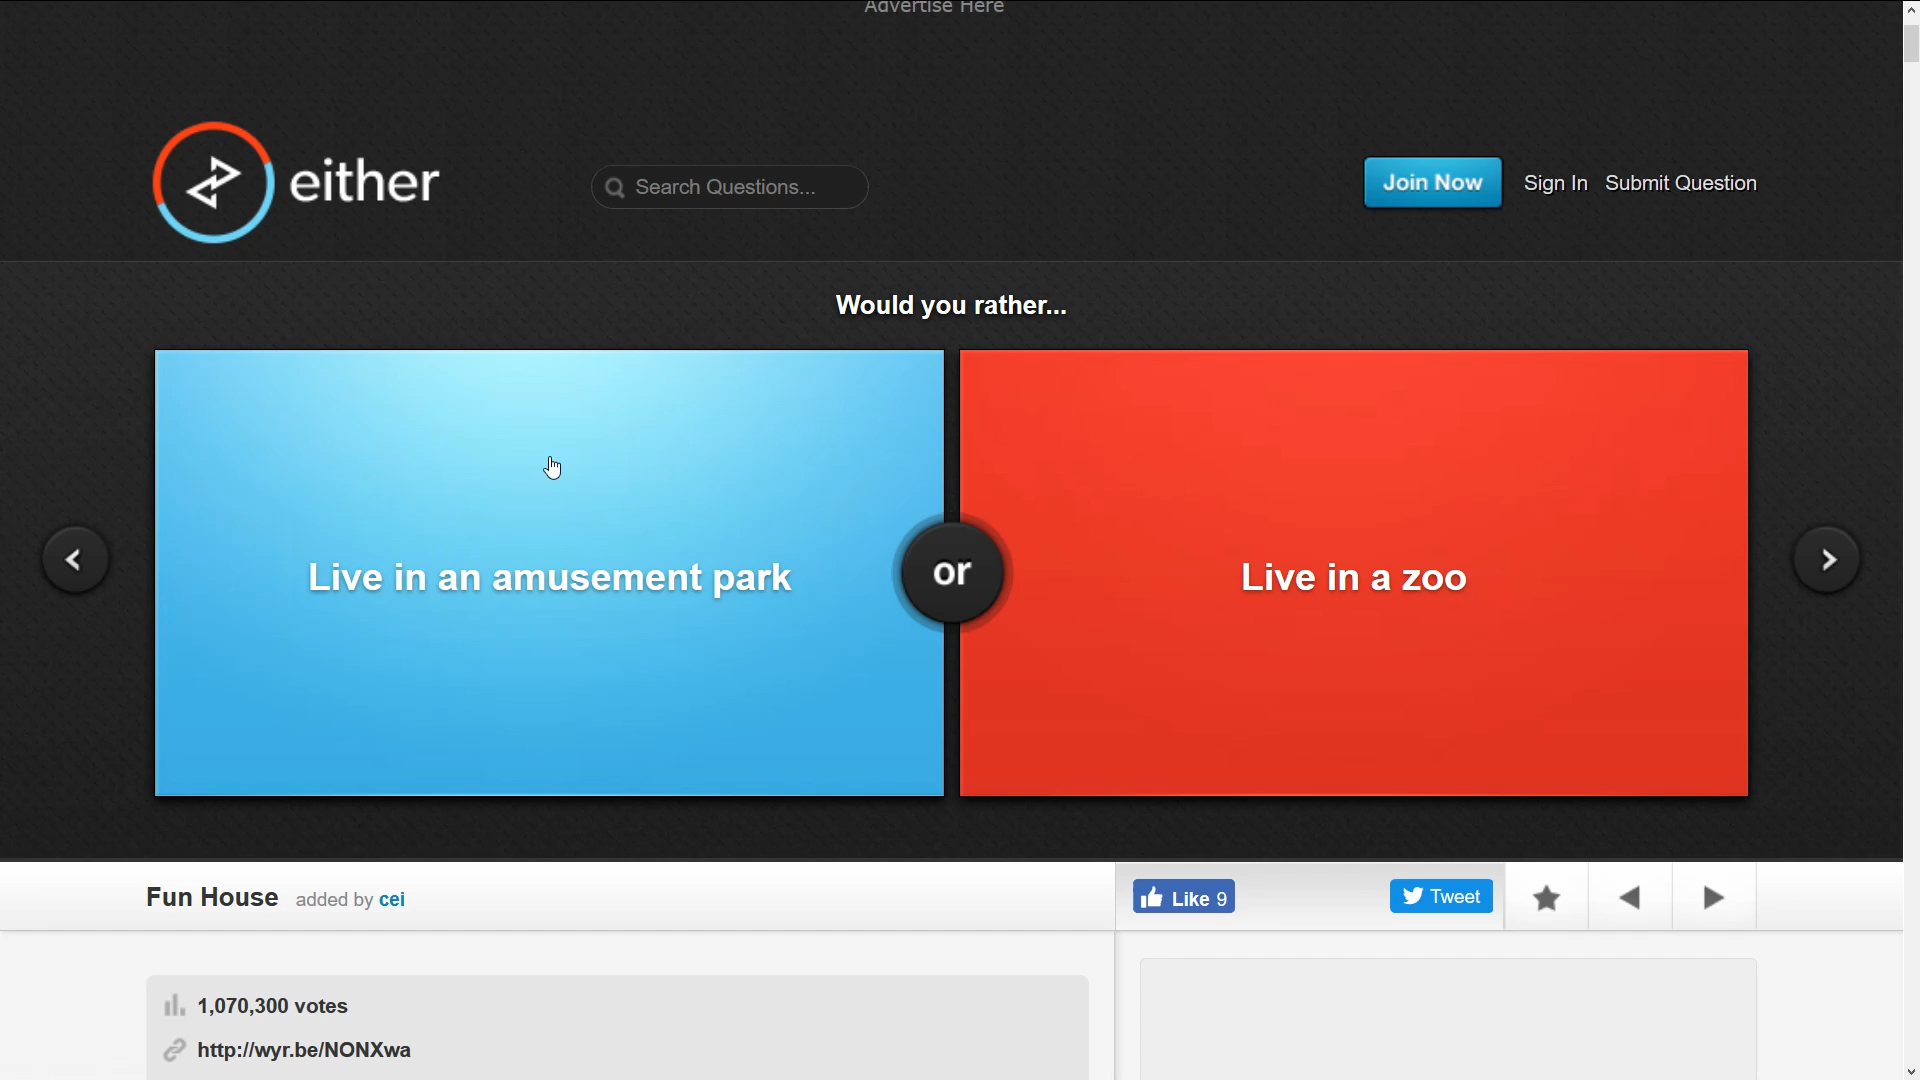 Advertise Here
either
Search Questions...
Join Now
Sign In
Submit Question
Would you rather...
Live in an amusement park
or
Live in a zoo
Fun House added by cei
Like 9
Tweet
1,070,300 votes
http://wyr.be/NONXwa